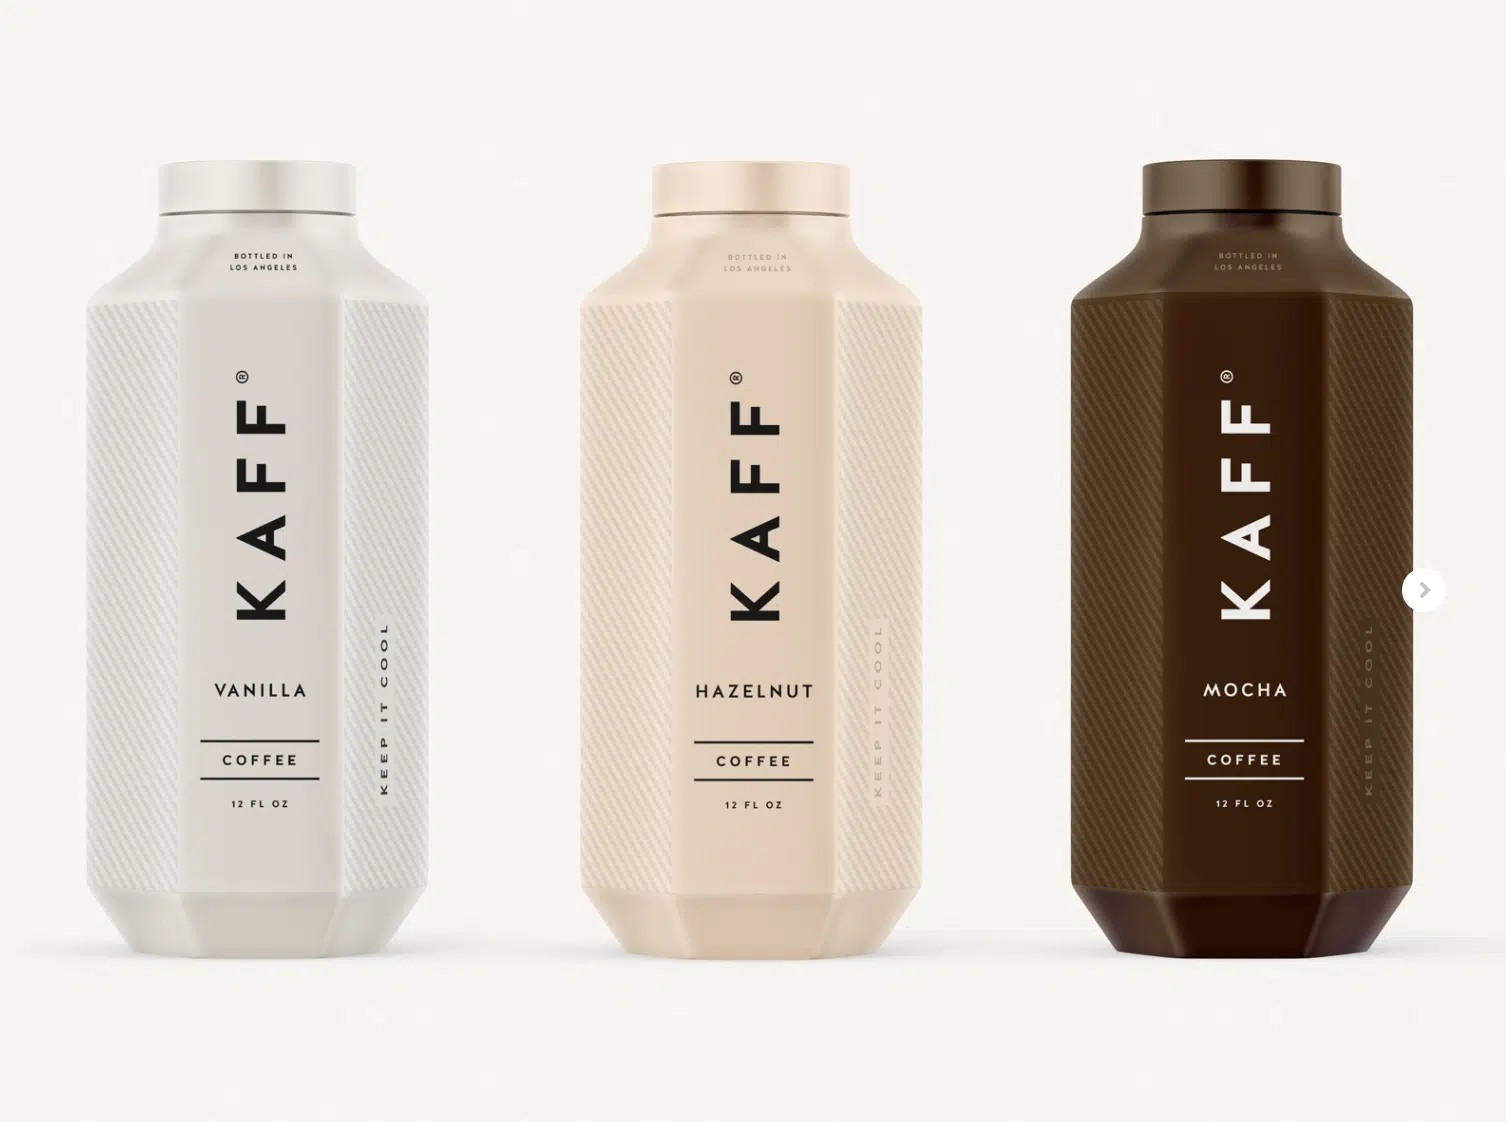 BOTTLED IN
LOS ANGELES
KAFF®
VANILLA
COFFEE
12 FL OZ
KEEP IT COOL
BOTTLED IN
LOS ANGELES
KAFF®
HAZELNUT
COFFEE
12 FL OZ
KEEP IT COOL
BOTTLED IN
LOS ANGELES
KAFF®
MOCHA
COFFEE
12 FL OZ
KEEP IT COOL